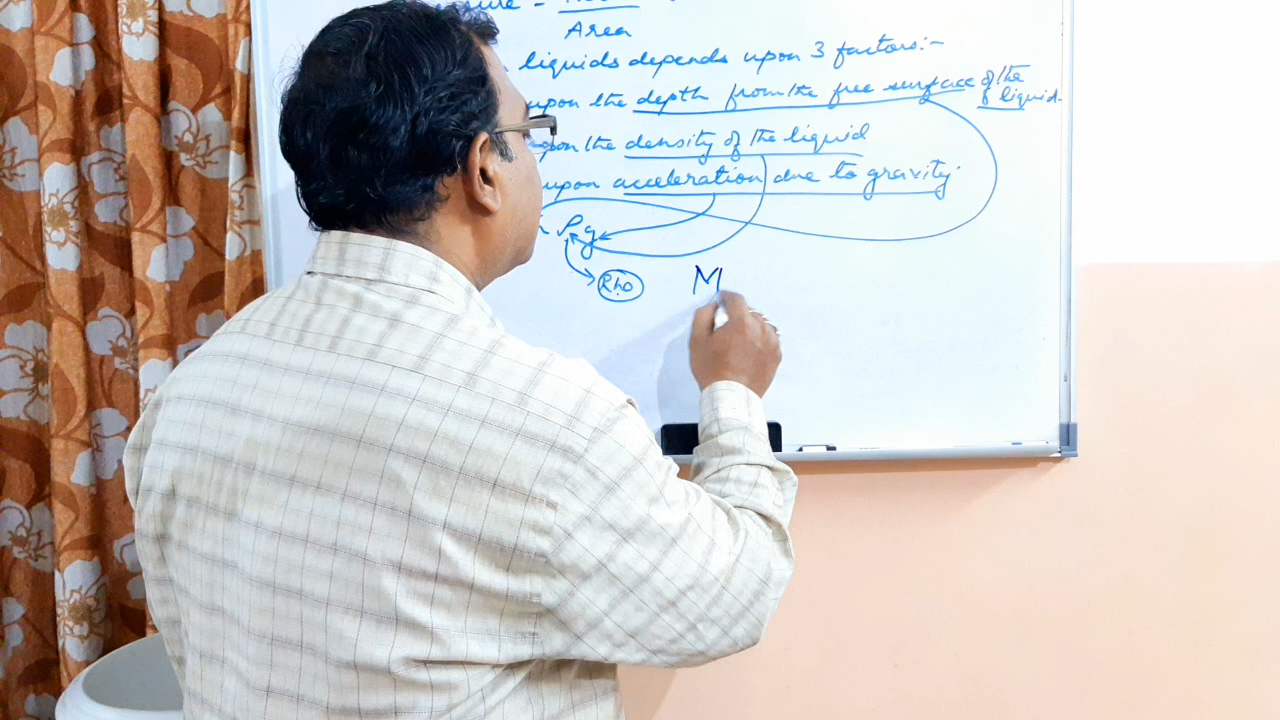 Area
liquids depends upon 3 factors:-
upon the depth from the free surface of the liquid.
upon the density of the liquid
upon acceleration due to gravity
ρg
Rho
M